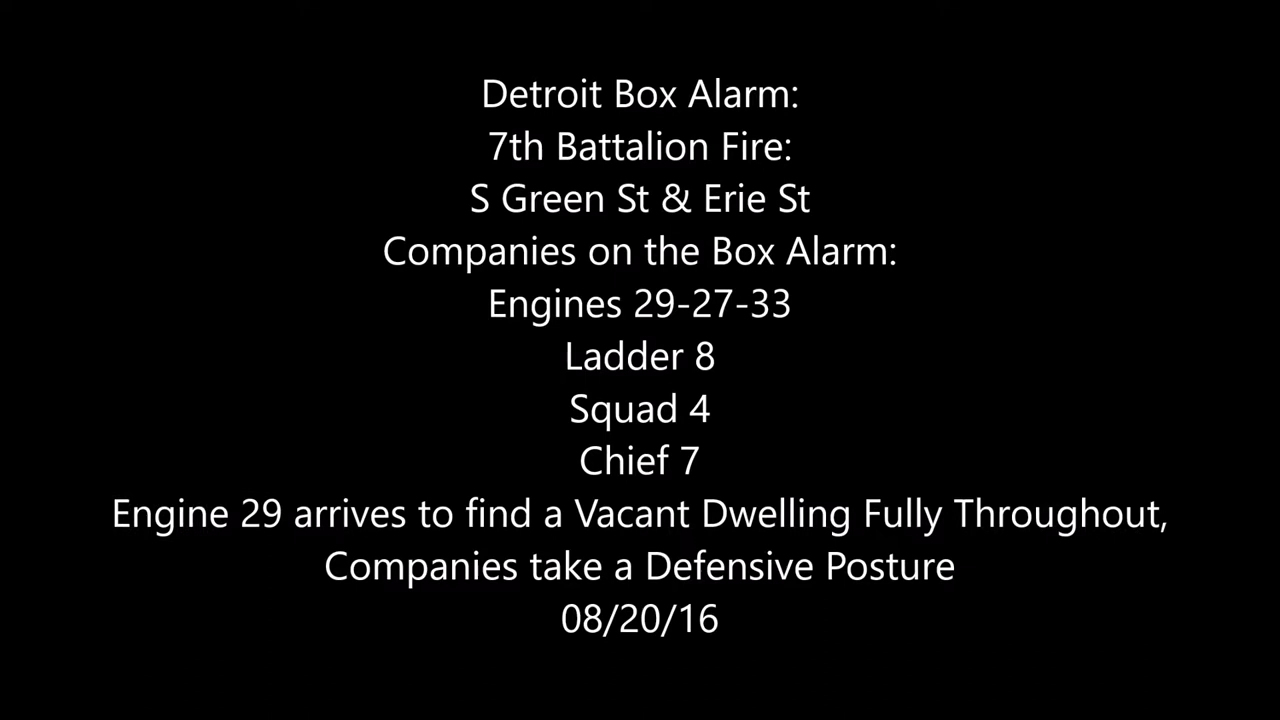 Detroit Box Alarm:
7th Battalion Fire:
S Green St & Erie St
Companies on the Box Alarm:
Engines 29-27-33
Ladder 8
Squad 4
Chief 7
Engine 29 arrives to find a Vacant Dwelling Fully Throughout,
Companies take a Defensive Posture
08/20/16